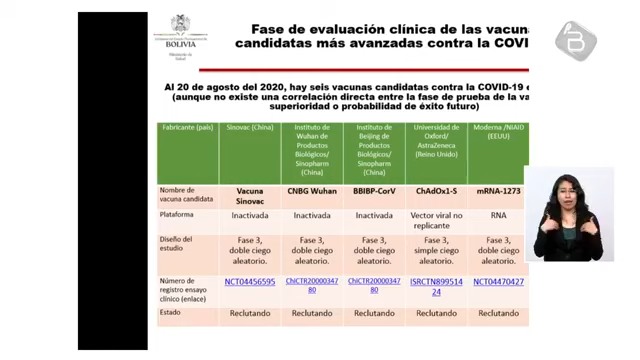 BOLIVIA
Fase de evaluación clínica de las vacuna
candidatas más avanzadas contra la COVI
Al 20 de agosto del 2020, hay seis vacunas candidatas contra la COVID-19 e
(aunque no existe una correlación directa entre la fase de prueba de la va
superioridad o probabilidad de éxito futuro)
Fabricante (país) Sinovac (China) Instituto de Wuhan de Productos Biológicos/ Sinopharm (China) Instituto de Beijing de Productos Biológicos/ Sinopharm (China) Universidad de Oxford/ AstraZeneca (Reino Unido) Moderna /NIAID (EEUU)
Nombre de vacuna candidata Vacuna Sinovac CNBG Wuhan BBIBP-CorV ChAdOx1-S mRNA-1273
Plataforma Inactivada Inactivada Inactivada Vector viral no replicante RNA
Diseño del estudio Fase 3, doble ciego aleatorio. Fase 3, doble ciego aleatorio. Fase 3, doble ciego aleatorio. Fase 3, simple ciego aleatorio. Fase 3, doble ciego aleatorio.
Número de registro ensayo clínico (enlace) NCT04456595 ChiCTR2000034780 ChiCTR2000034780 ISRCTN89951424 NCT04470427
Estado Reclutando Reclutando Reclutando Reclutando Reclutando